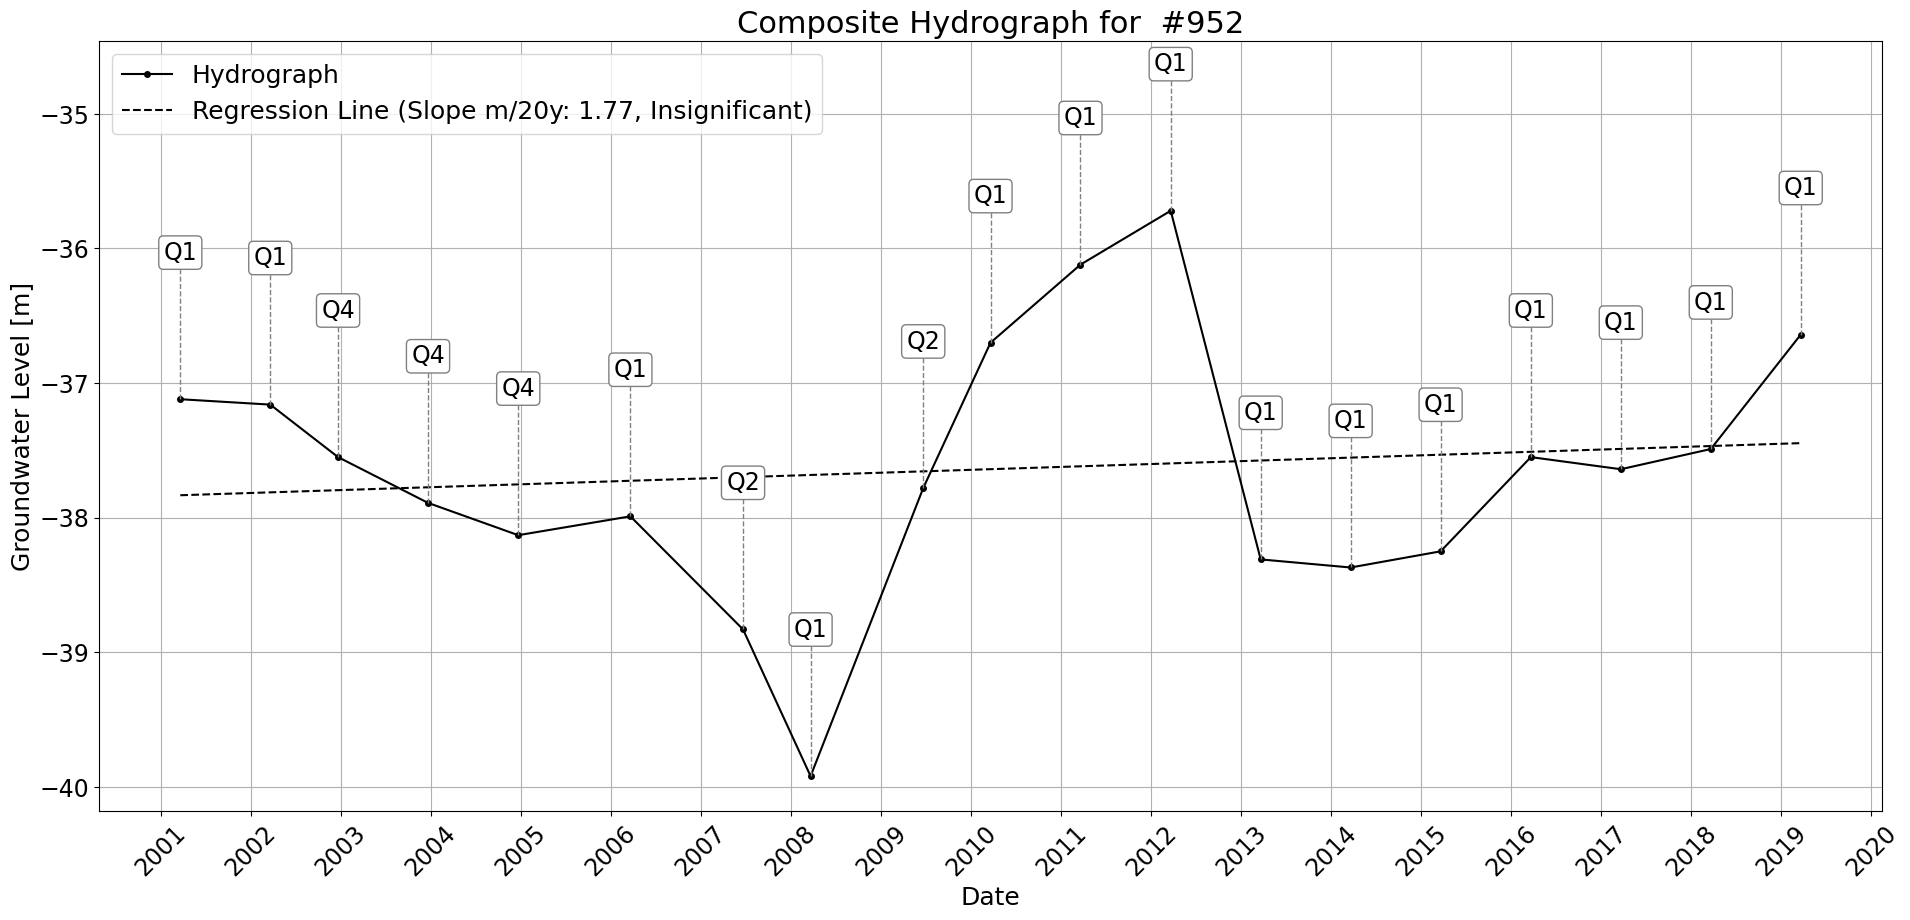 Composite Hydrograph for  #952
Hydrograph
Regression Line (Slope m/20y: 1.77, Insignificant)
Groundwater Level [m]
−35
−36
−37
−38
−39
−40
Q1
Q1
Q4
Q4
Q4
Q1
Q2
Q1
Q2
Q1
Q1
Q1
Q1
Q1
Q1
Q1
Q1
Q1
Q1
2001
2002
2003
2004
2005
2006
2007
2008
2009
2010
2011
2012
2013
2014
2015
2016
2017
2018
2019
2020
Date